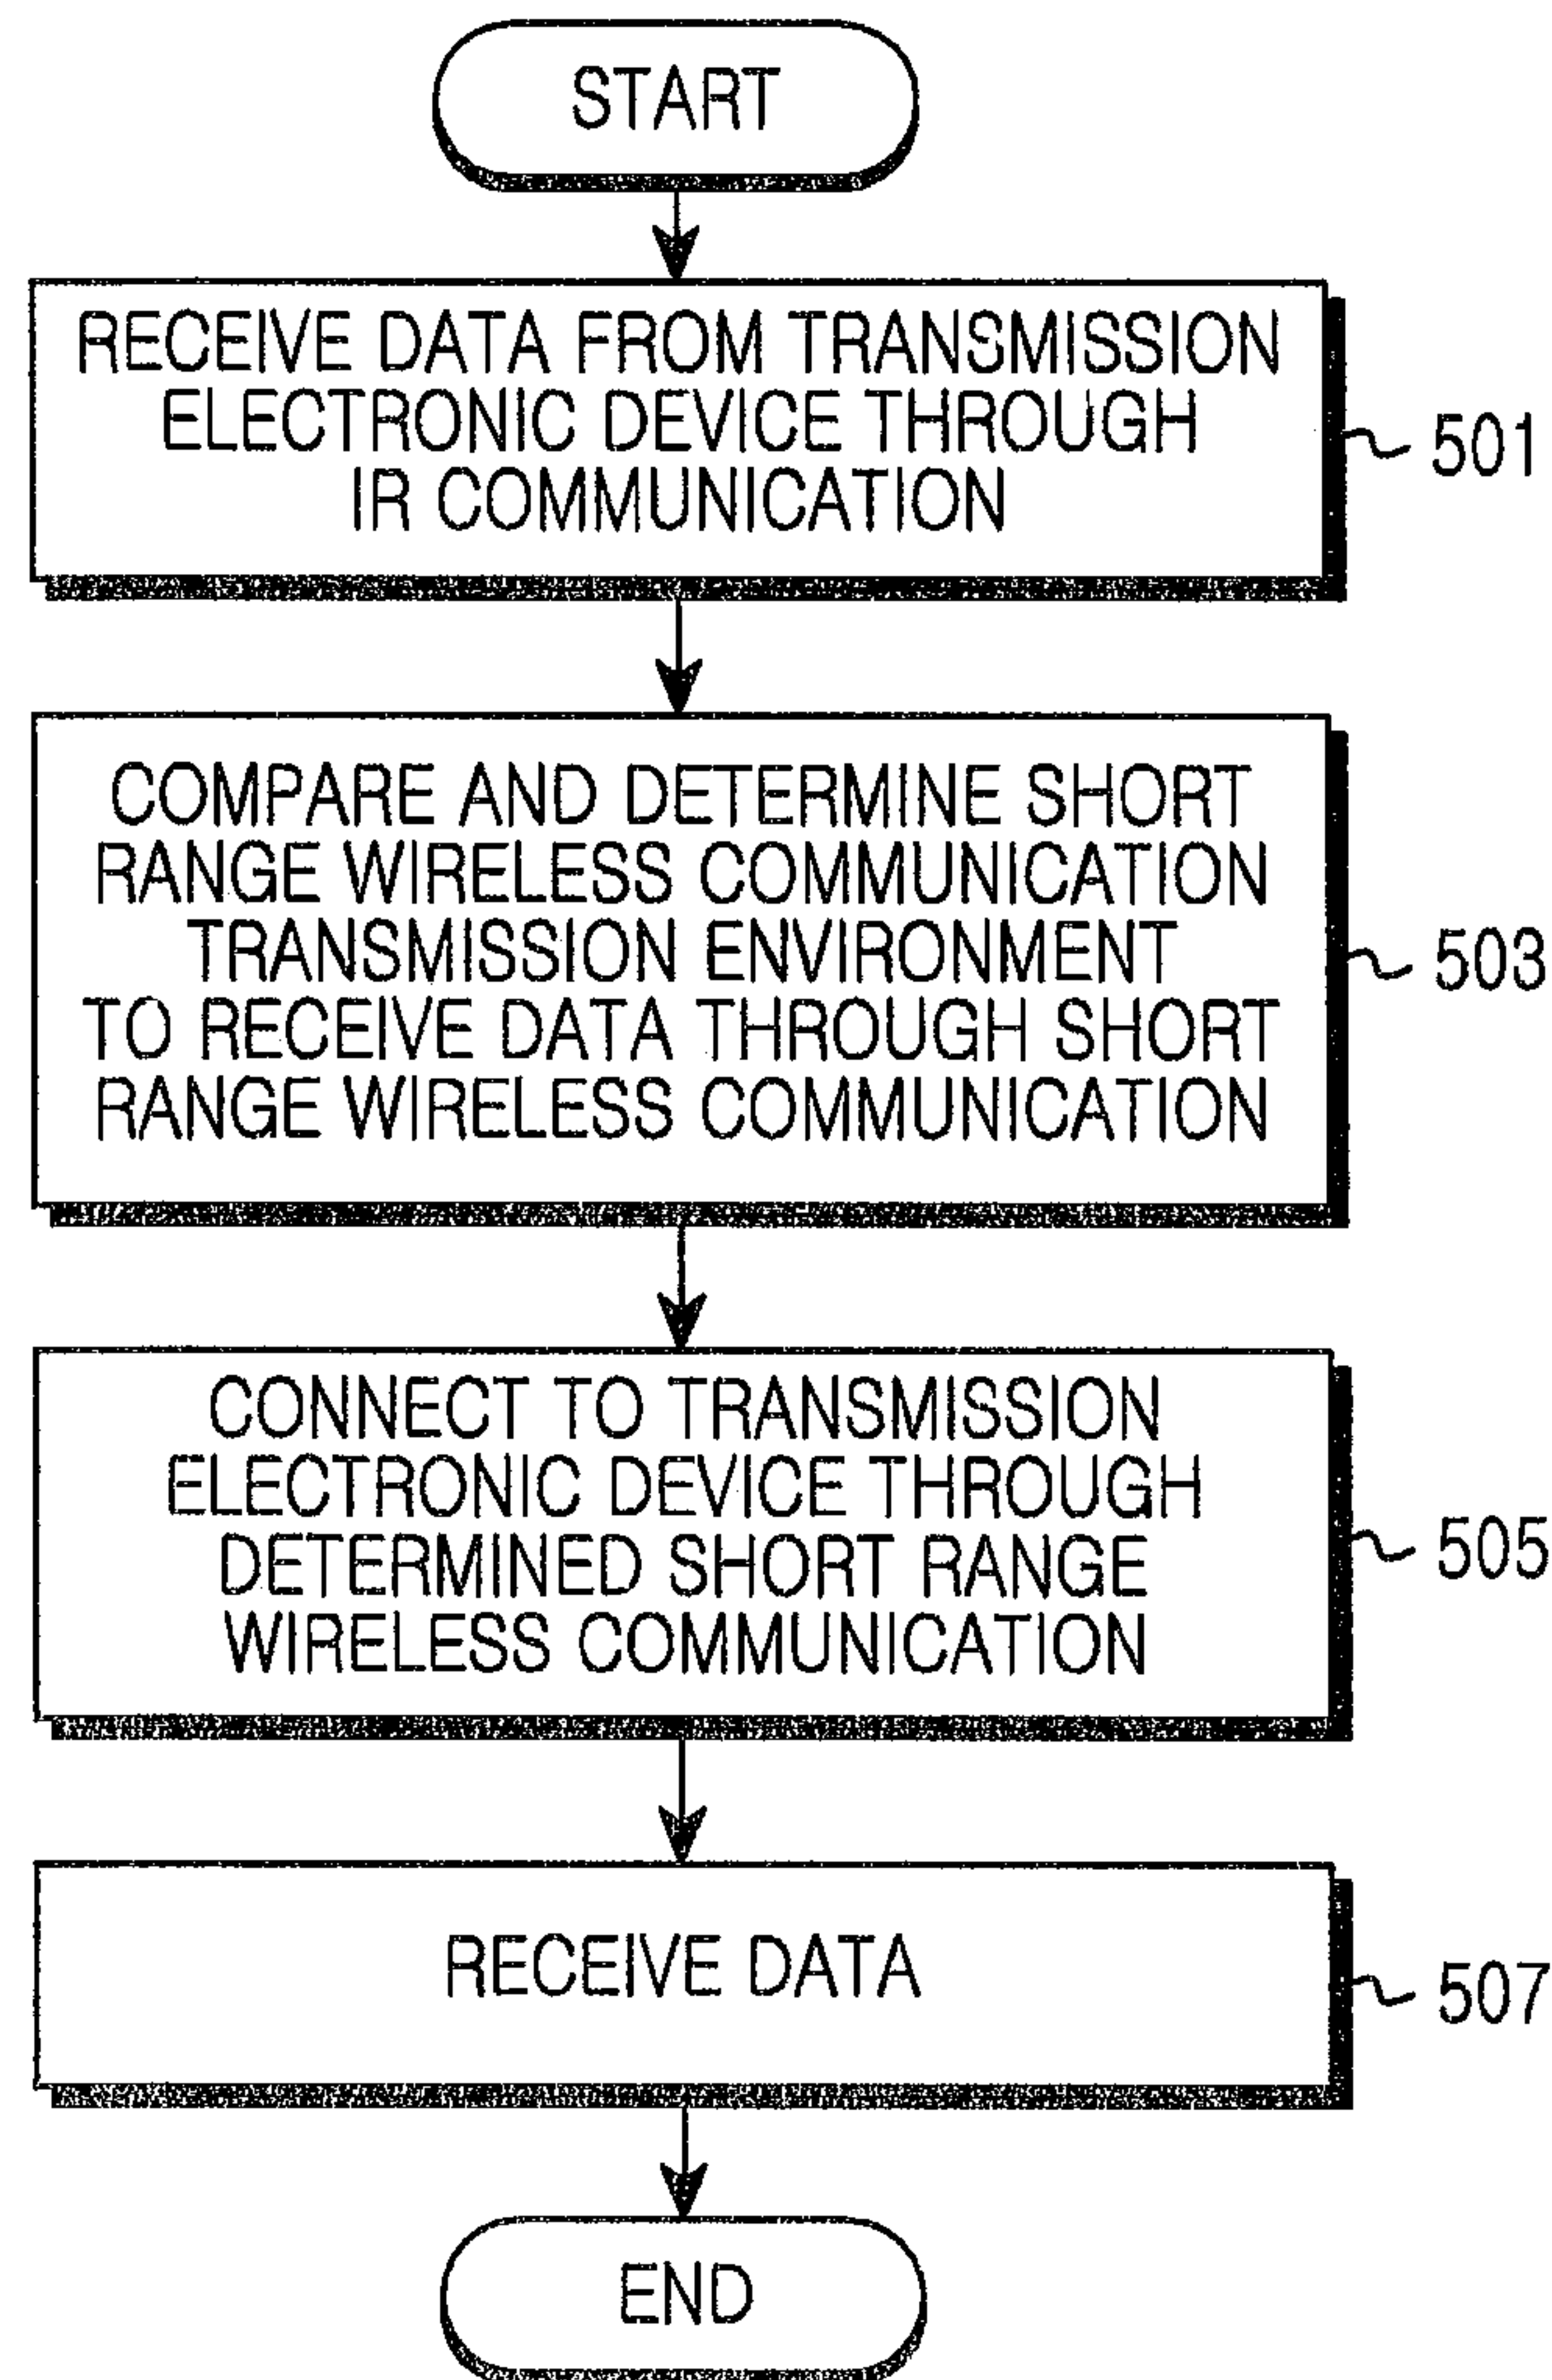 START
RECEIVE DATA FROM TRANSMISSION
ELECTRONIC DEVICE THROUGH
IR COMMUNICATION
501
COMPARE AND DETERMINE SHORT
RANGE WIRELESS COMMUNICATION
TRANSMISSION ENVIRONMENT
TO RECEIVE DATA THROUGH SHORT
RANGE WIRELESS COMMUNICATION
503
CONNECT TO TRANSMISSION
ELECTRONIC DEVICE THROUGH
DETERMINED SHORT RANGE
WIRELESS COMMUNICATION
505
RECEIVE DATA
507
END